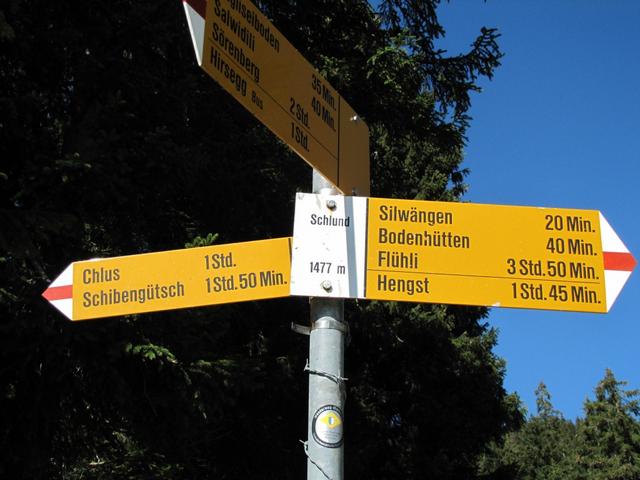 Salwidili 35 Min.
Sörenberg 40 Min.
Hirsegg Bus 2 Std.
1 Std.
Schlund
1477 m
Silwängen 20 Min.
Bodenhütten 40 Min.
Flühli 3 Std. 50 Min.
Hengst 1 Std. 45 Min.
Chlus 1 Std.
Schibengütsch 1 Std. 50 Min.